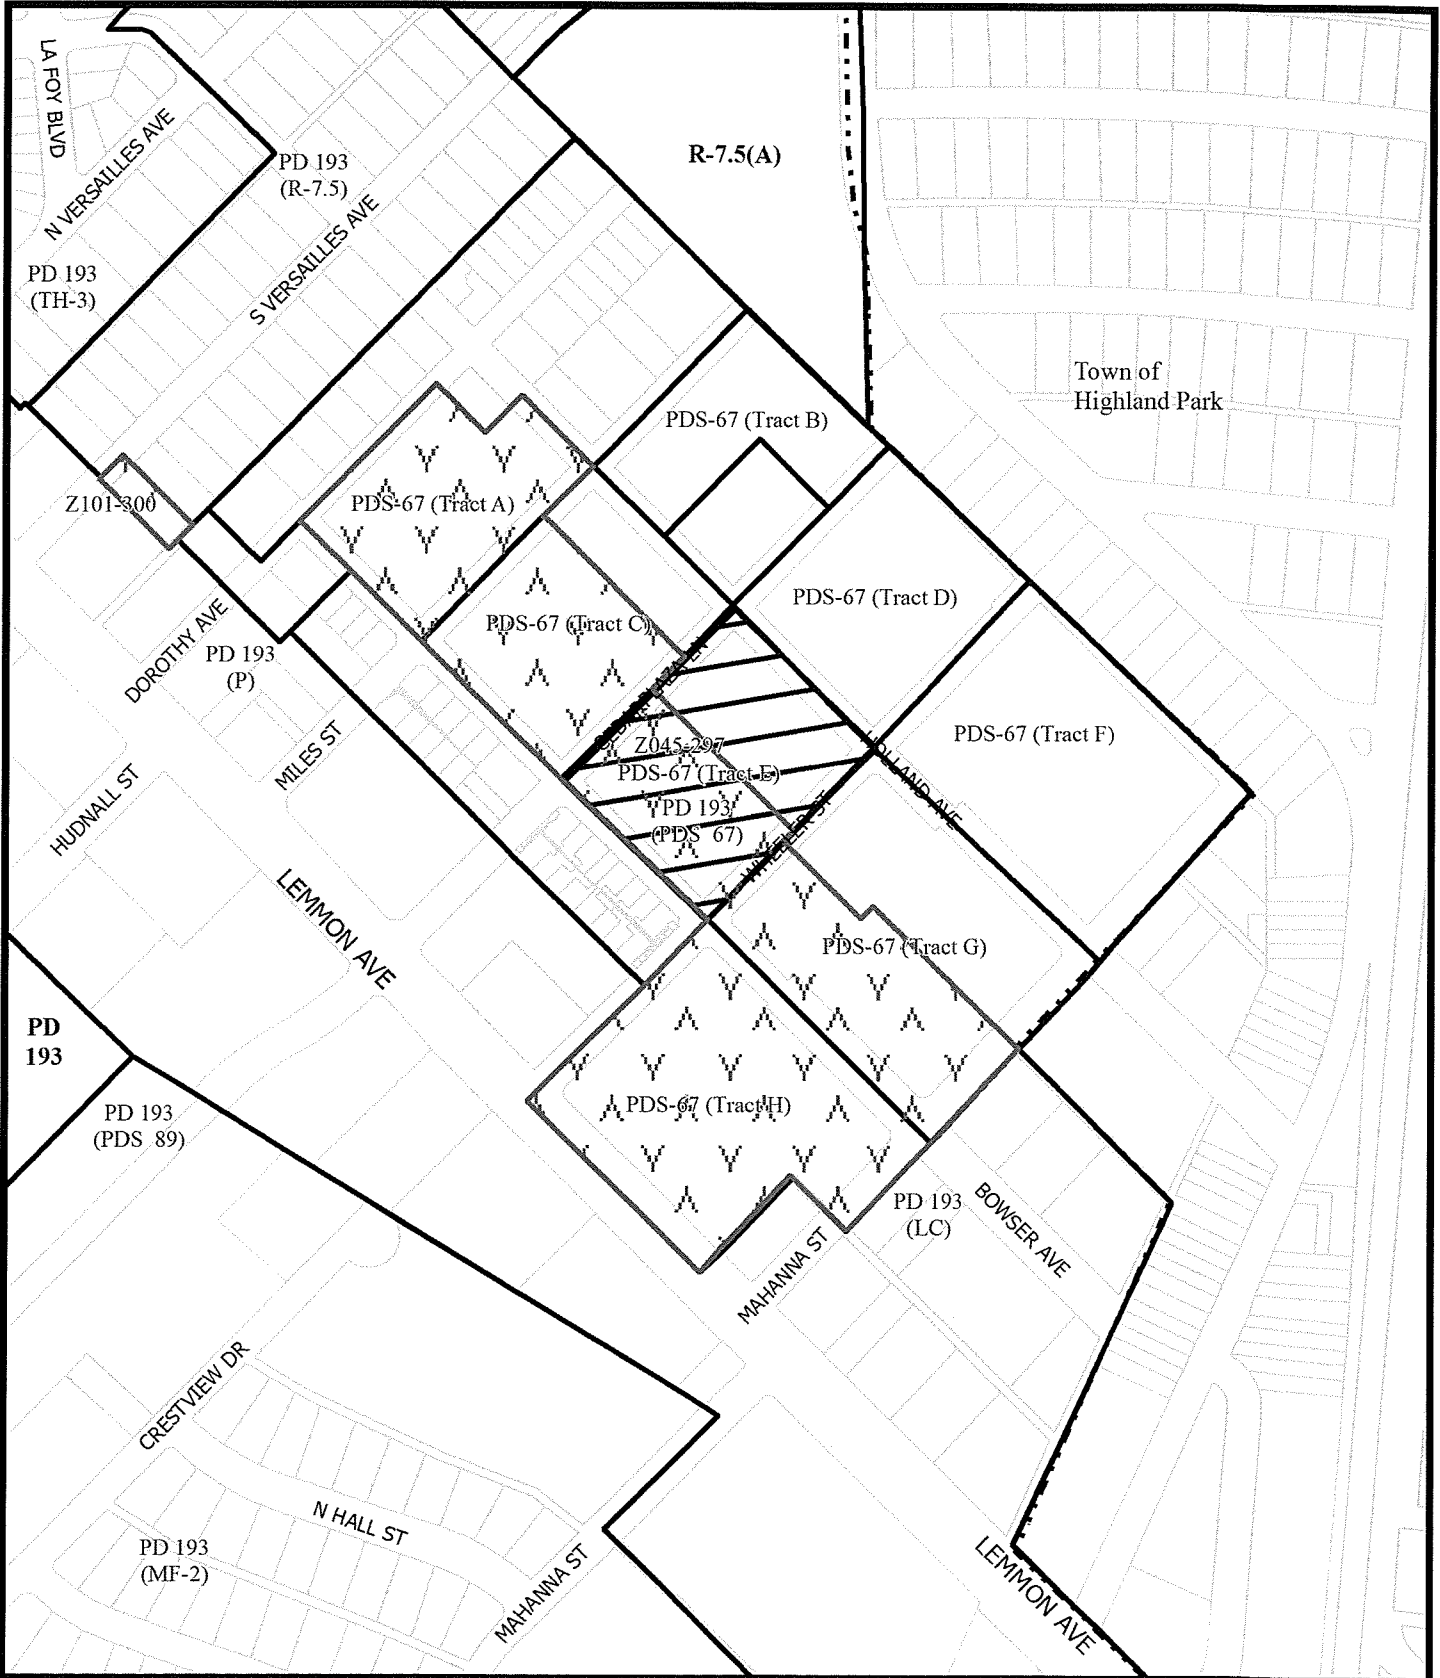 LA FOY BLVD
N VERSAILLES AVE
PD 193
(R-7.5)
R-7.5(A)
S VERSAILLES AVE
PD 193
(TH-3)
Town of
Highland Park
PDS-67 (Tract B)
Z101-300
PDS-67 (Tract A)
PDS-67 (Tract D)
PDS-67 (Tract C)
DOROTHY AVE
PD 193
(P)
PDS-67 (Tract F)
MILES ST
Z045-297
PDS-67 (Tract E)
PD 193
(PDS 67)
HOLLAND AVE
WHEELER ST
HUDNALL ST
LEMMON AVE
PDS-67 (Tract G)
PD
193
PD 193
(PDS 89)
PDS-67 (Tract H)
PD 193
(LC)
BOWSER AVE
MAHANNA ST
CRESTVIEW DR
N HALL ST
PD 193
(MF-2)
MAHANNA ST
LEMMON AVE